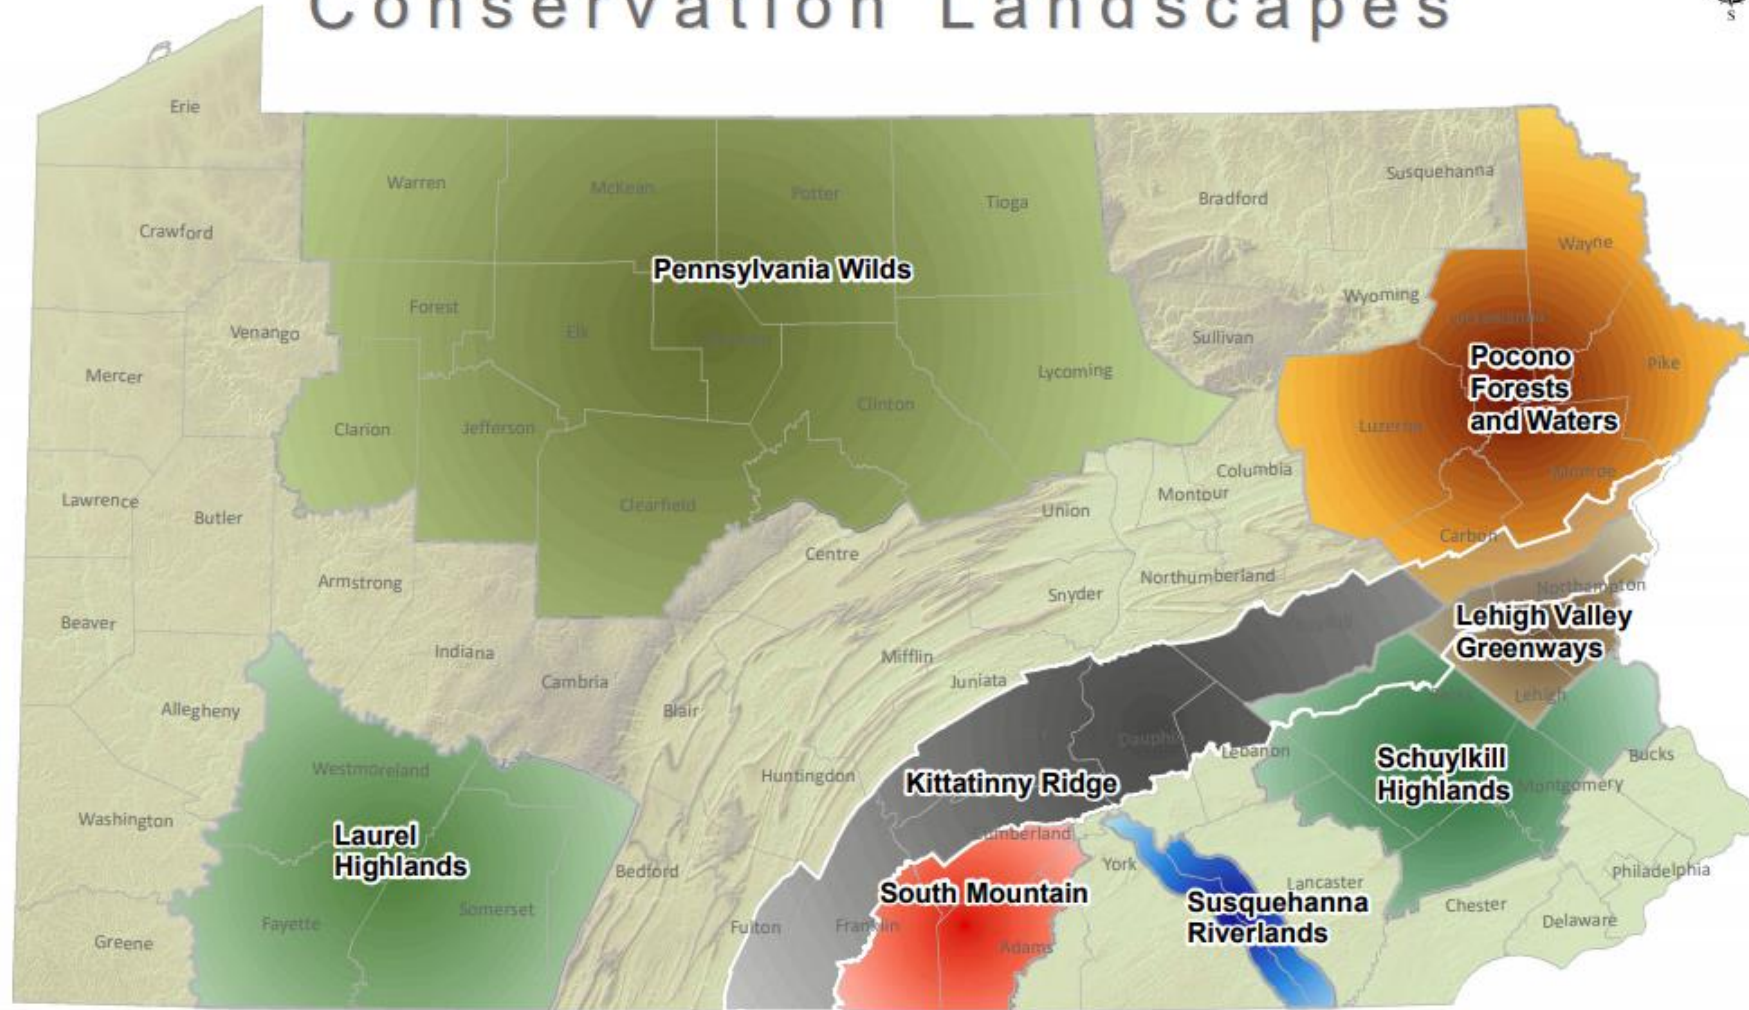 Conservation Landscapes
S
Erie
Warren
McKean
Potter
Tioga
Bradford
Susquehanna
Crawford
Wayne
Pennsylvania Wilds
Forest
Wyoming
Venango
Elk
Sullivan
Lackawanna
Mercer
Lycoming
Pocono
Forests
and Waters
Pike
Clinton
Clarion
Jefferson
Luzerne
Columbia
Monroe
Lawrence
Butler
Clearfield
Montour
Union
Carbon
Centre
Armstrong
Northumberland
Snyder
Northampton
Beaver
Lehigh Valley
Greenways
Indiana
Mifflin
Cambria
Juniata
Lehigh
Allegheny
Blair
Dauphin
Lebanon
Bucks
Westmoreland
Huntingdon
Kittatinny Ridge
Schuylkill
Highlands
Montgomery
Washington
Laurel
Highlands
Cumberland
York
Bedford
Philadelphia
South Mountain
Lancaster
Susquehanna
Riverlands
Chester
Somerset
Fayette
Fulton
Franklin
Delaware
Greene
Adams